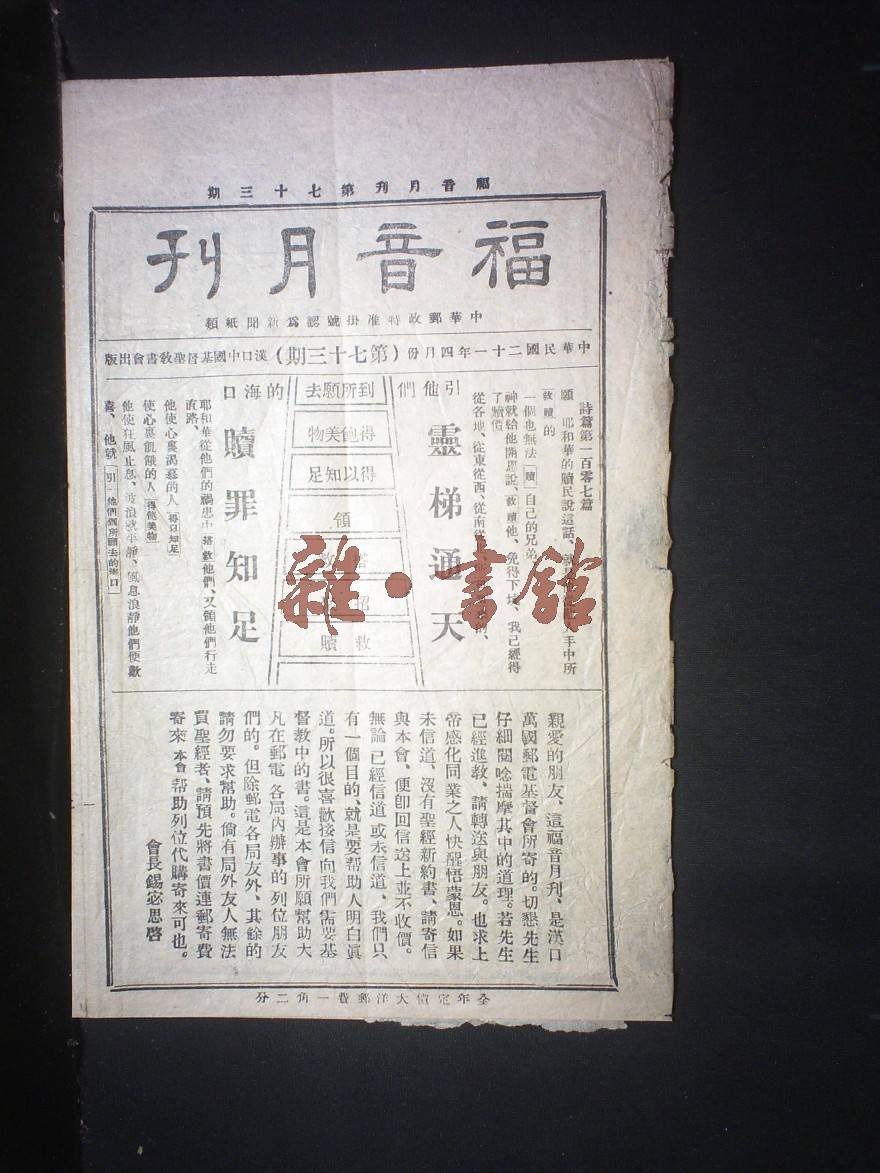 福音月刊第七十三期
福音月刊
中華郵政特准掛號認爲新聞紙類
中華民國二十一年四月份(第七十三期)漢口中國基督聖教書會出版
引他們
到所願去
的海口
得飽美物
得以知足
領
救贖
靈梯通天
贖罪知足
詩篇第一百零七篇
願 耶和華的贖民說這話、
救贖的
一個也無法贖自己的兄弟
神就給他開恩說、救贖他、免得下坑、我已經得
了贖價
從各地、從東從西、從南
耶和華從他們的禍患中 搭救他們、又領他們行走
直路、
他使心裏渴慕的人得以知足
使心裏飢餓的人得飽美物
他使狂風止息、波浪就平靜、風息浪靜他們便歡
喜、他就引他們到所願去的海口
親愛的朋友、這福音月刊、是漢口
萬國郵電基督會所寄的。切懇先生
仔細閱唸揣摩其中的道理。若先生
已經進教、請轉送與朋友。也求上
帝感化同業之人快醒悟蒙恩。如果
未信道、沒有聖經新約書、請寄信
與本會、便卽回信送上並不收價。
無論 已經信道 或未信道、我們只
有一個目的、就是要帮助人明白眞
道。所以很喜歡接信 向我們需要基
督教中的書。這是本會所願幫助大
凡在郵電 各局內辦事的 列位朋友
們的。但除郵電各局友外、其餘的
請勿要求幫助。倘有局外友人無法
買聖經者、請預先將書價連郵寄費
寄來 本會 帮助列位代購寄來可也。
會長錫宓思啓
全年定價大洋郵費一角二分
雜·書館